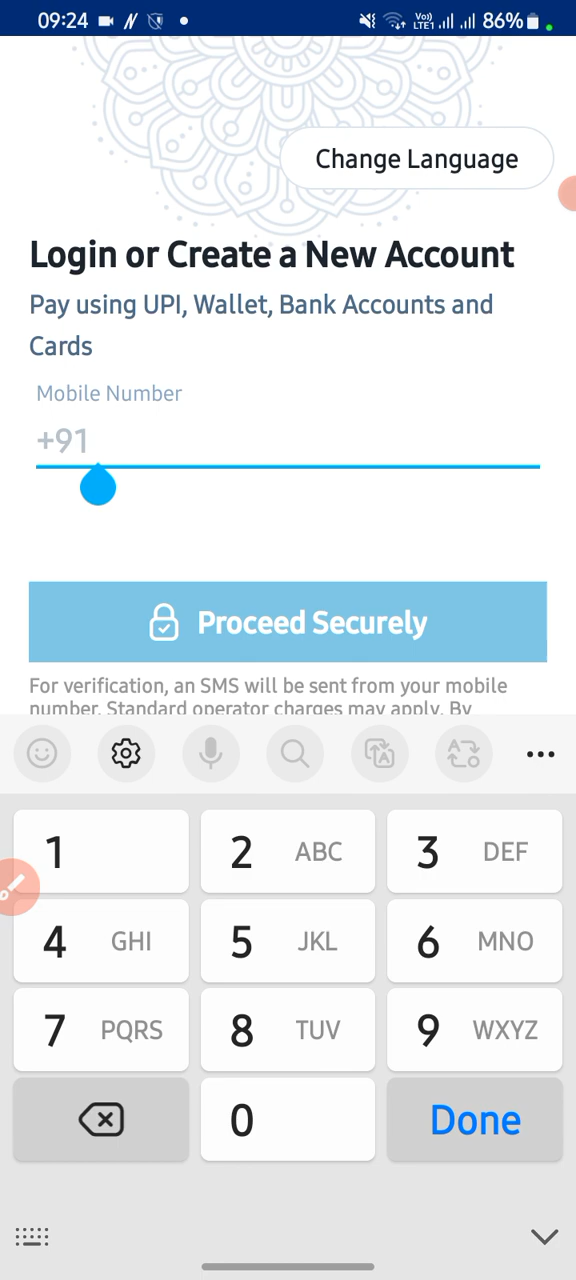 09:24 Vo) LTE1 86%
Change Language
Login or Create a New Account
Pay using UPI, Wallet, Bank Accounts and
Cards
Mobile Number
+91
Proceed Securely
For verification, an SMS will be sent from your mobile
number. Standard operator charges may apply. By
1 2 ABC 3 DEF
4 GHI 5 JKL 6 MNO
7 PQRS 8 TUV 9 WXYZ
0 Done